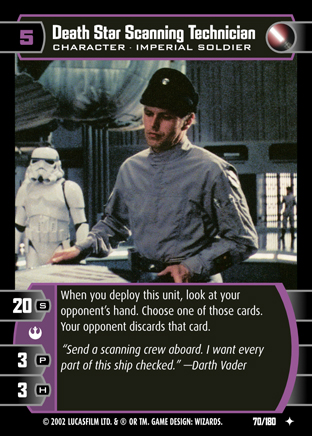 5
Death Star Scanning Technician
CHARACTER · IMPERIAL SOLDIER
20 S
When you deploy this unit, look at your
opponent's hand. Choose one of those cards.
Your opponent discards that card.
3 P
“Send a scanning crew aboard. I want every
part of this ship checked.” —Darth Vader
3 H
© 2002 LUCASFILM LTD. & ® OR TM. GAME DESIGN: WIZARDS.
70/180